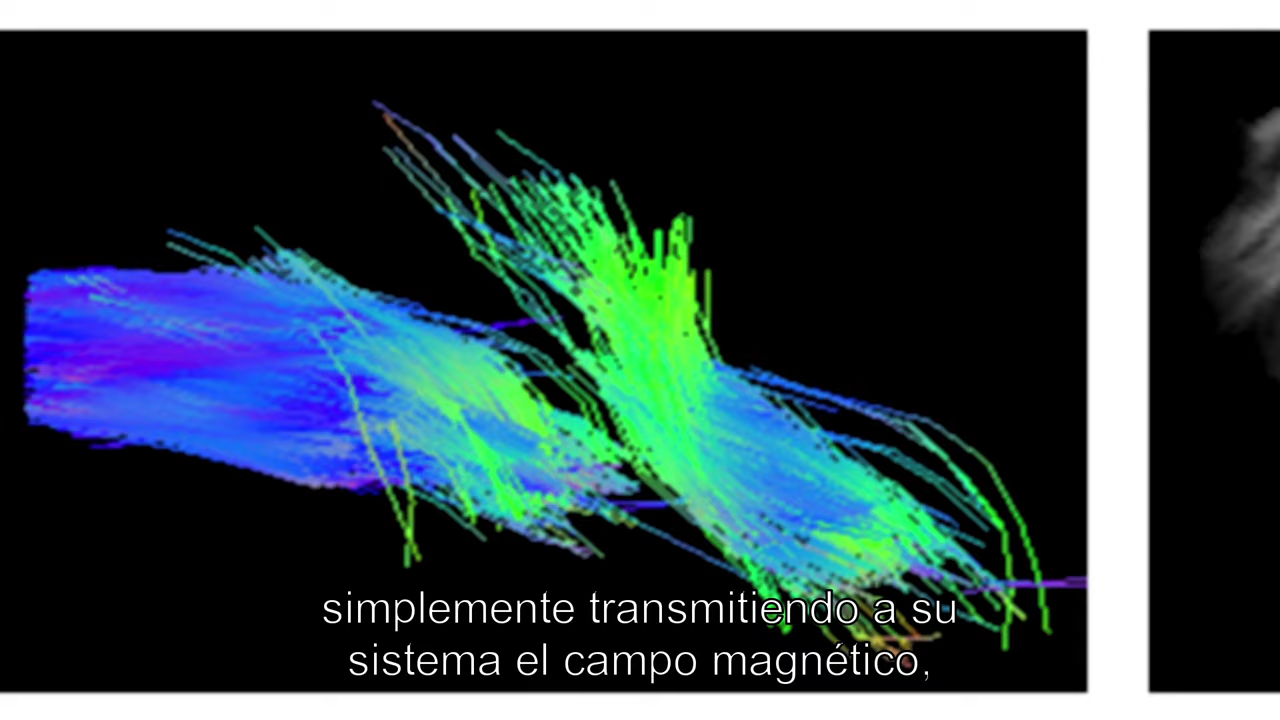 simplemente transmitiendo a su
sistema el campo magnético,